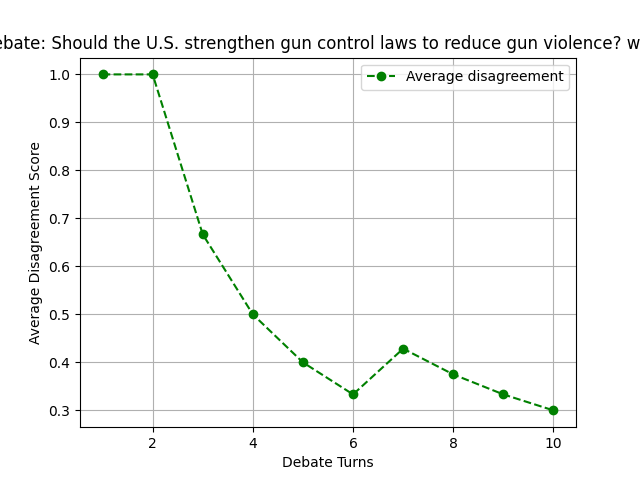 ebate: Should the U.S. strengthen gun control laws to reduce gun violence? w
Average disagreement
1.0
0.9
0.8
0.7
0.6
0.5
0.4
0.3
Average Disagreement Score
2 4 6 8 10
Debate Turns